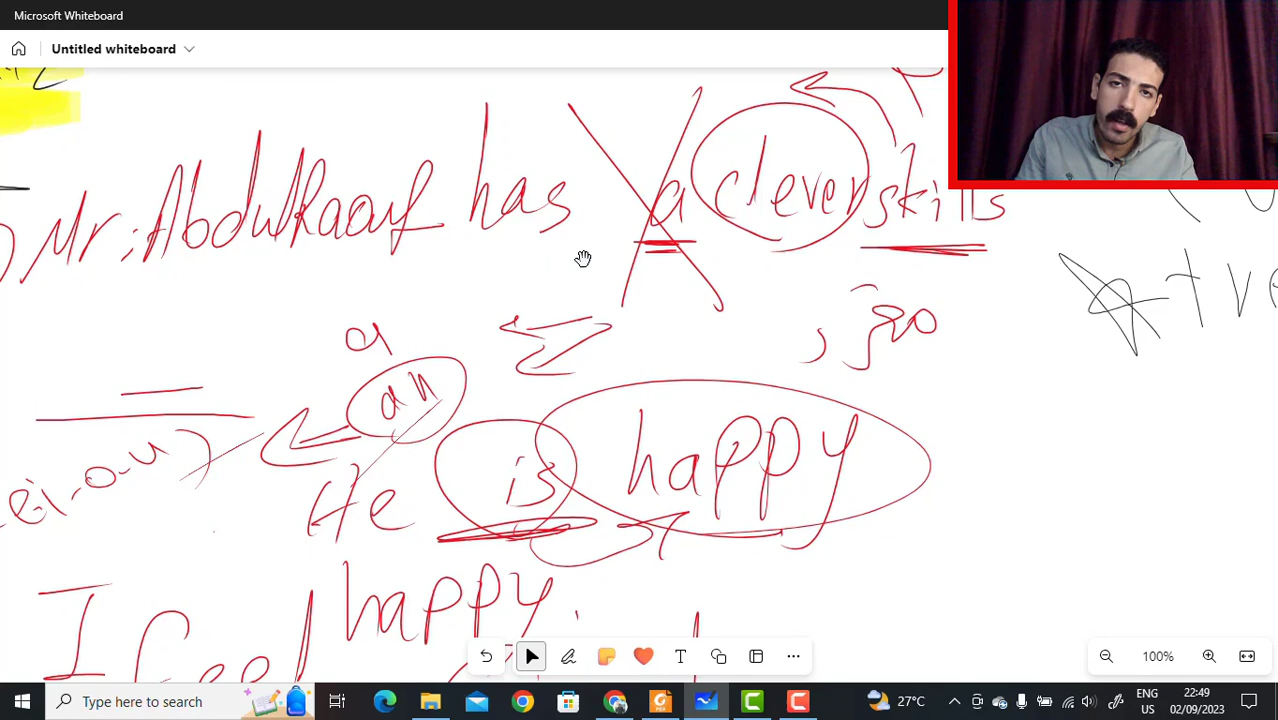 Microsoft Whiteboard
Untitled whiteboard
Mr. AbdulRaouf has a clever skills
a
an
He is happy
e, i, o-u)
I feel happy.
+ve
100%
Type here to search
27°C
ENG
US
22:49
02/09/2023